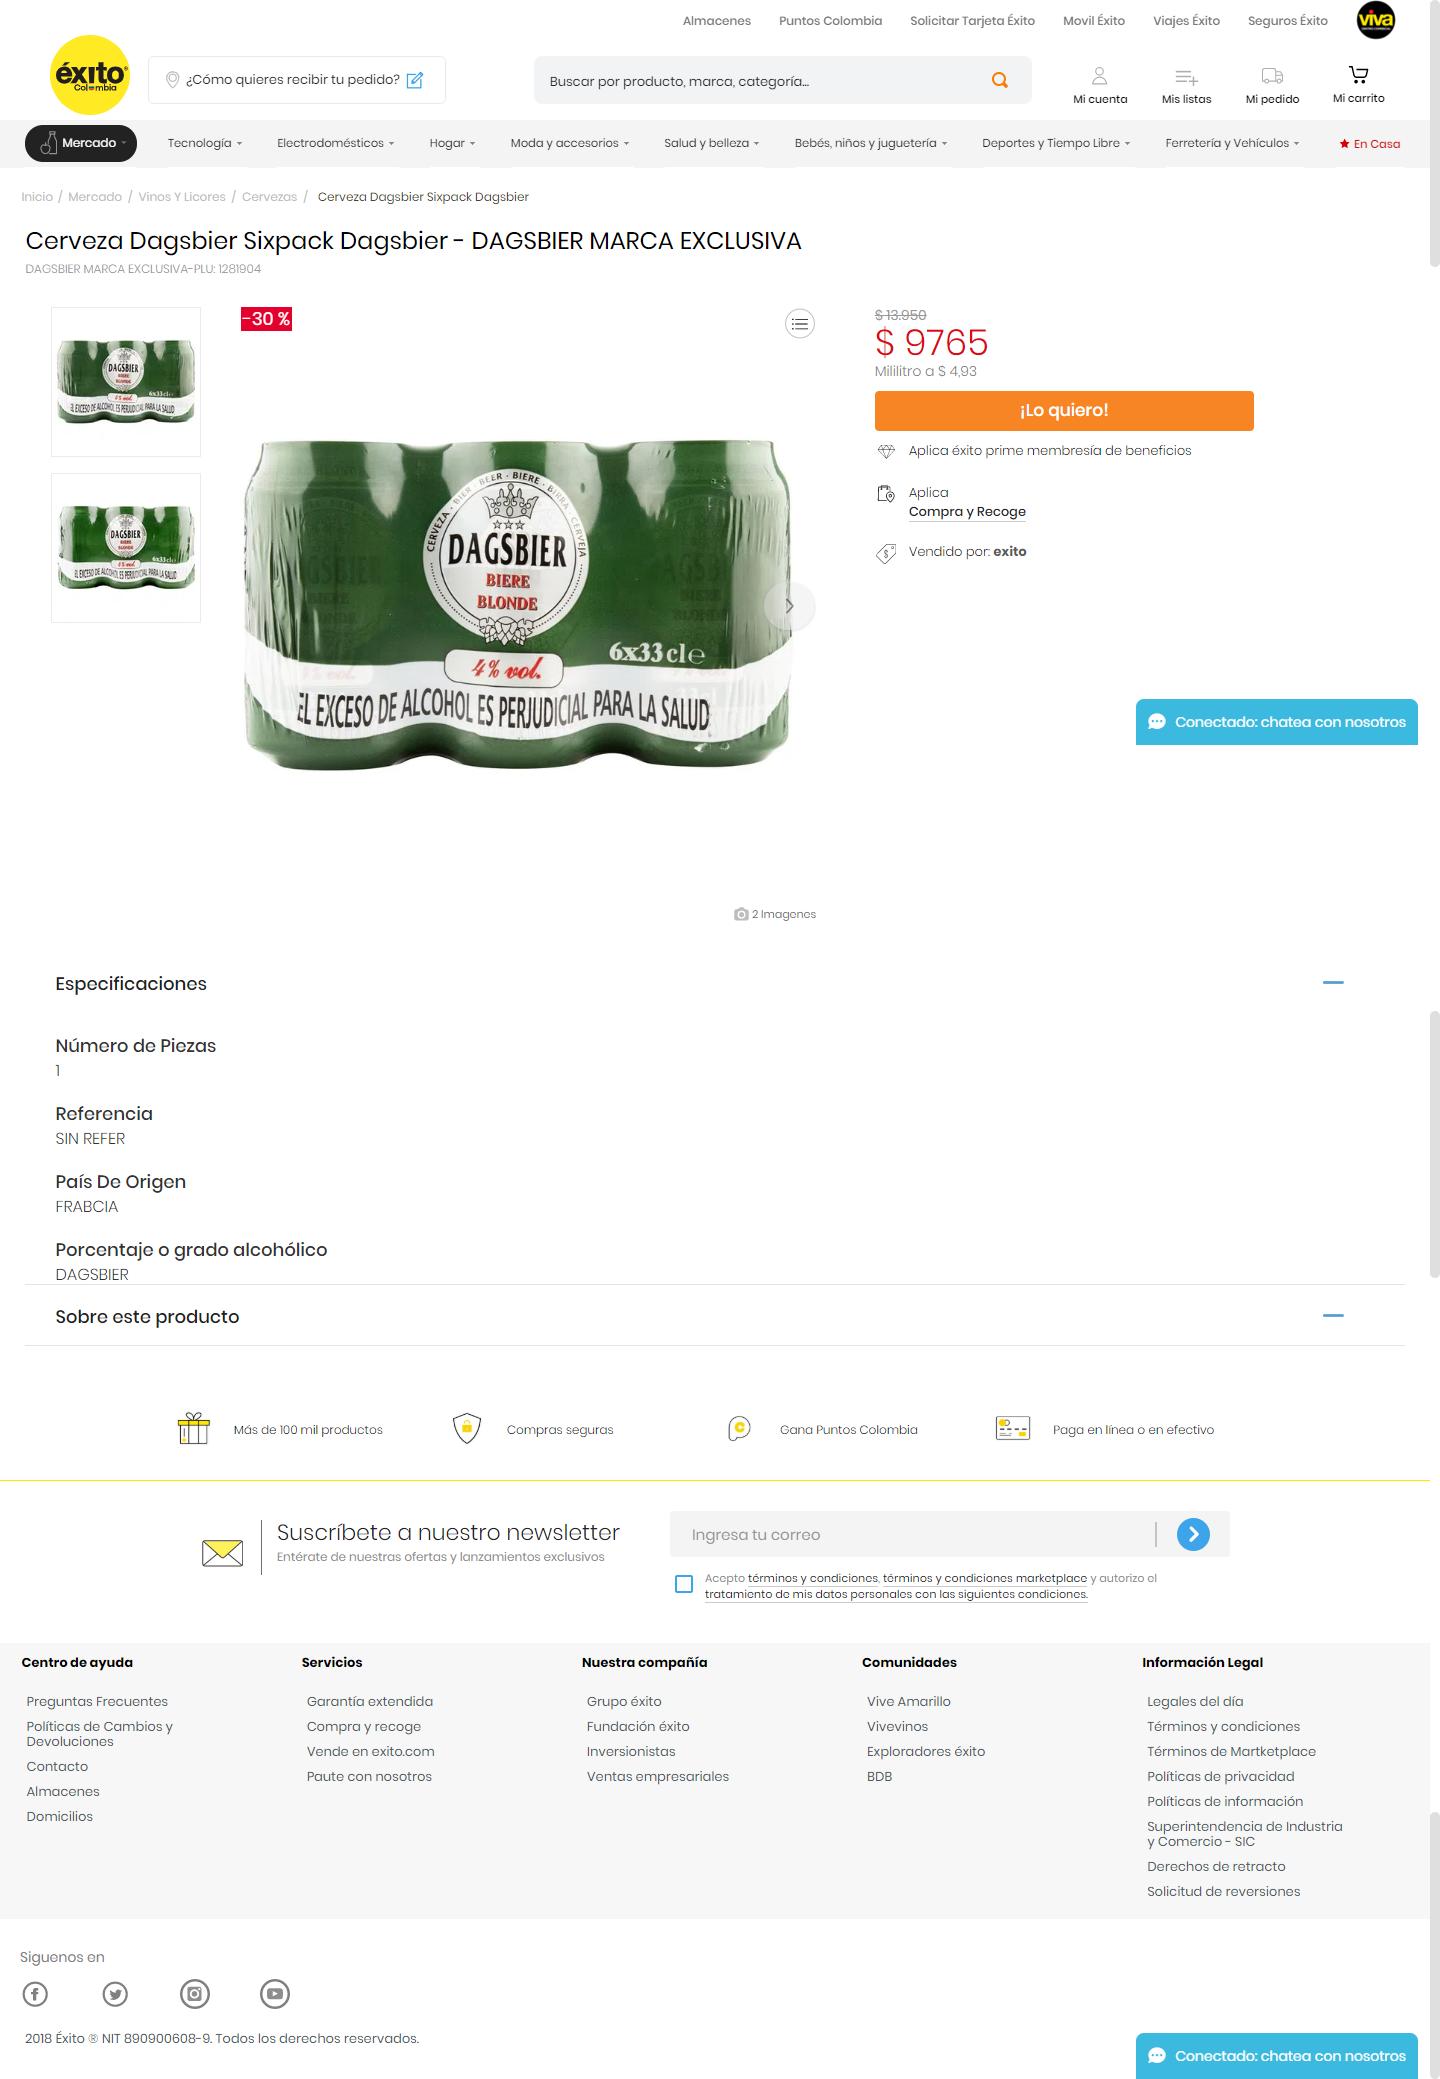 Almacenes Puntos Colombia Solicitar Tarjeta Éxito Movil Éxito Viajes Éxito Seguros Éxito viva
éxito
Colombia
¿Cómo quieres recibir tu pedido?
Buscar por producto, marca, categoría...
Mi cuenta Mis listas Mi pedido Mi carrito
Mercado Tecnología Electrodomésticos Hogar Moda y accesorios Salud y belleza Bebés, niños y juguetería Deportes y Tiempo Libre Ferretería y Vehículos En Casa
Inicio / Mercado / Vinos Y Licores / Cervezas / Cerveza Dagsbier Sixpack Dagsbier
Cerveza Dagsbier Sixpack Dagsbier - DAGSBIER MARCA EXCLUSIVA
DAGSBIER MARCA EXCLUSIVA-PLU: 1281904
-30 %
CERVEZA · BIER · BEER · BIERE · BIRRA · CERVEJA
DAGSBIER
BIERE
BLONDE
6x33 cl e
4% vol.
EL EXCESO DE ALCOHOL ES PERJUDICIAL PARA LA SALUD
2 Imagenes
$ 13.950
$ 9765
Mililitro a $ 4,93
¡Lo quiero!
Aplica éxito prime membresía de beneficios
Aplica
Compra y Recoge
Vendido por: exito
Conectado: chatea con nosotros
Especificaciones
Número de Piezas
1
Referencia
SIN REFER
País De Origen
FRABCIA
Porcentaje o grado alcohólico
DAGSBIER
Sobre este producto
Más de 100 mil productos
Compras seguras
Gana Puntos Colombia
Paga en línea o en efectivo
Suscríbete a nuestro newsletter
Entérate de nuestras ofertas y lanzamientos exclusivos
Ingresa tu correo
Acepto términos y condiciones, términos y condiciones marketplace y autorizo el
tratamiento de mis datos personales con las siguientes condiciones.
Centro de ayuda
Preguntas Frecuentes
Políticas de Cambios y
Devoluciones
Contacto
Almacenes
Domicilios
Servicios
Garantía extendida
Compra y recoge
Vende en exito.com
Paute con nosotros
Nuestra compañía
Grupo éxito
Fundación éxito
Inversionistas
Ventas empresariales
Comunidades
Vive Amarillo
Vivevinos
Exploradores éxito
BDB
Información Legal
Legales del día
Términos y condiciones
Términos de Martketplace
Políticas de privacidad
Políticas de información
Superintendencia de Industria
y Comercio - SIC
Derechos de retracto
Solicitud de reversiones
Siguenos en
2018 Éxito ® NIT 890900608-9. Todos los derechos reservados.
Conectado: chatea con nosotros